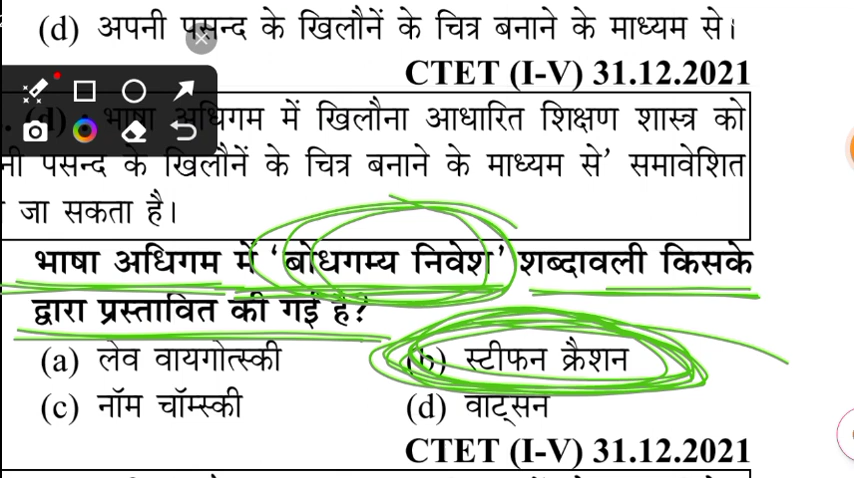 (d) अपनी पसन्द के खिलौनें के चित्र बनाने के माध्यम से।
CTET (I-V) 31.12.2021
(d) : भाषा अधिगम में खिलौना आधारित शिक्षण शास्त्र को
नी पसन्द के खिलौनें के चित्र बनाने के माध्यम से’ समावेशित
जा सकता है।
भाषा अधिगम में ‘बोधगम्य निवेश’ शब्दावली किसके
द्वारा प्रस्तावित की गई है?
(a) लेव वायगोत्स्की
(b) स्टीफन क्रैशन
(c) नॉम चॉम्स्की
(d) वाट्सन
CTET (I-V) 31.12.2021